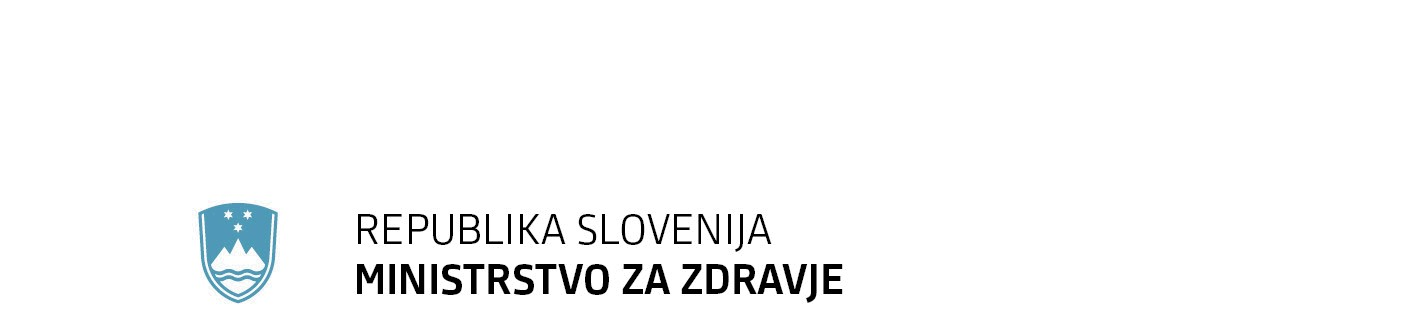 REPUBLIKA SLOVENIJA
MINISTRSTVO ZA ZDRAVJE